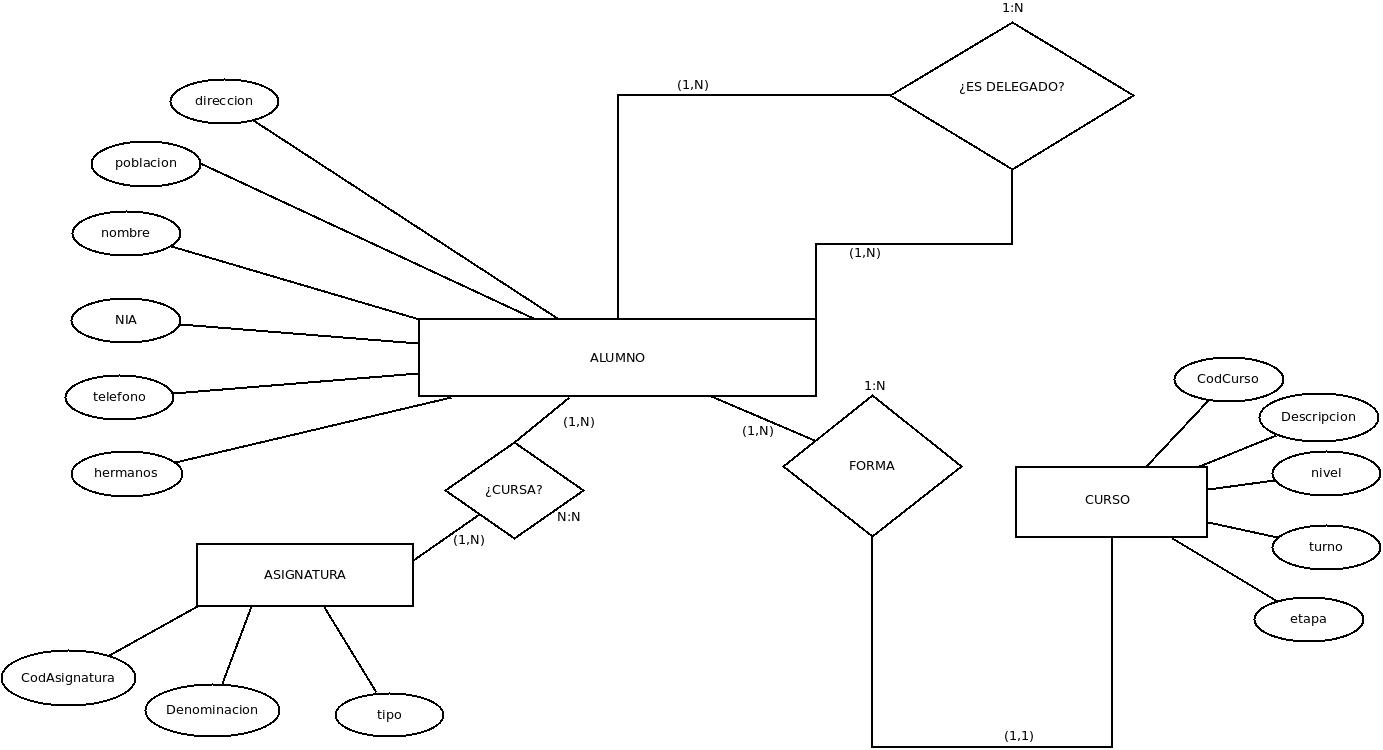 1:N
¿ES DELEGADO?
(1,N)
(1,N)
direccion
poblacion
nombre
NIA
telefono
hermanos
ALUMNO
(1,N)
(1,N)
1:N
FORMA
¿CURSA?
N:N
(1,N)
ASIGNATURA
CodAsignatura
Denominacion
tipo
CodCurso
Descripcion
nivel
CURSO
turno
etapa
(1,1)